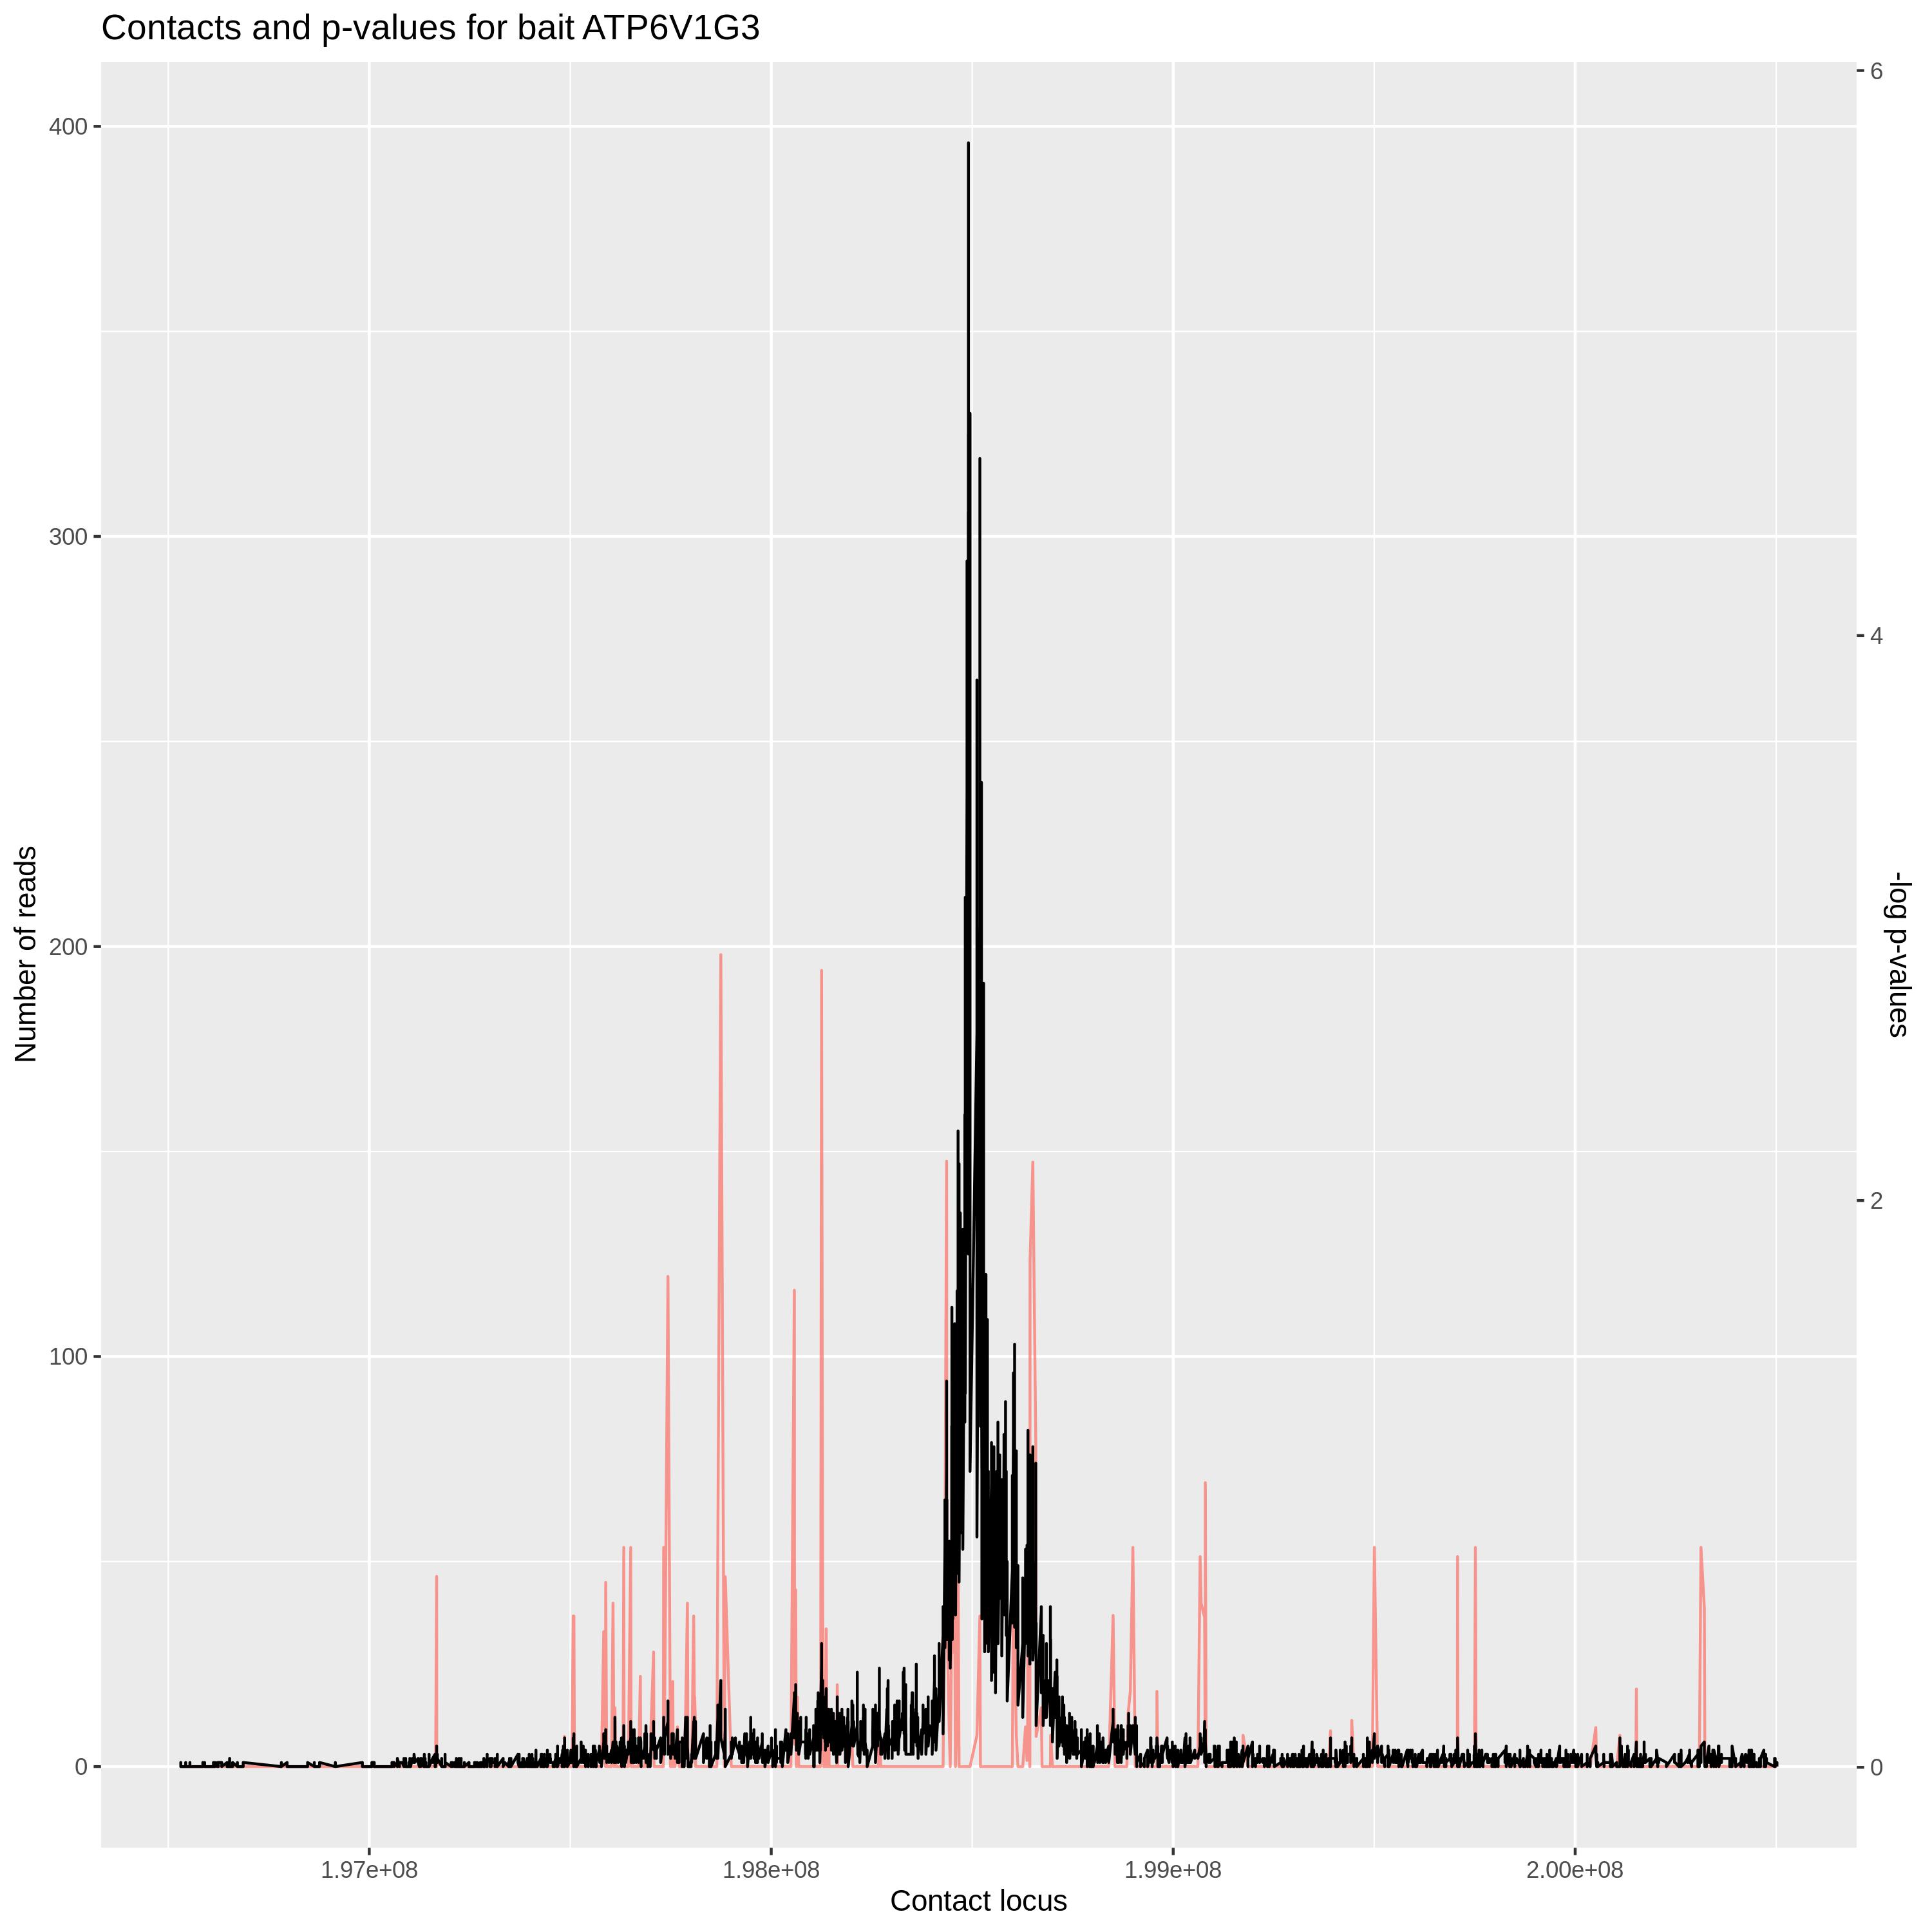 Contacts and p-values for bait ATP6V1G3
400
300
200
100
0
Number of reads
6
4
2
0
-log p-values
1.97e+08
1.98e+08
1.99e+08
2.00e+08
Contact locus